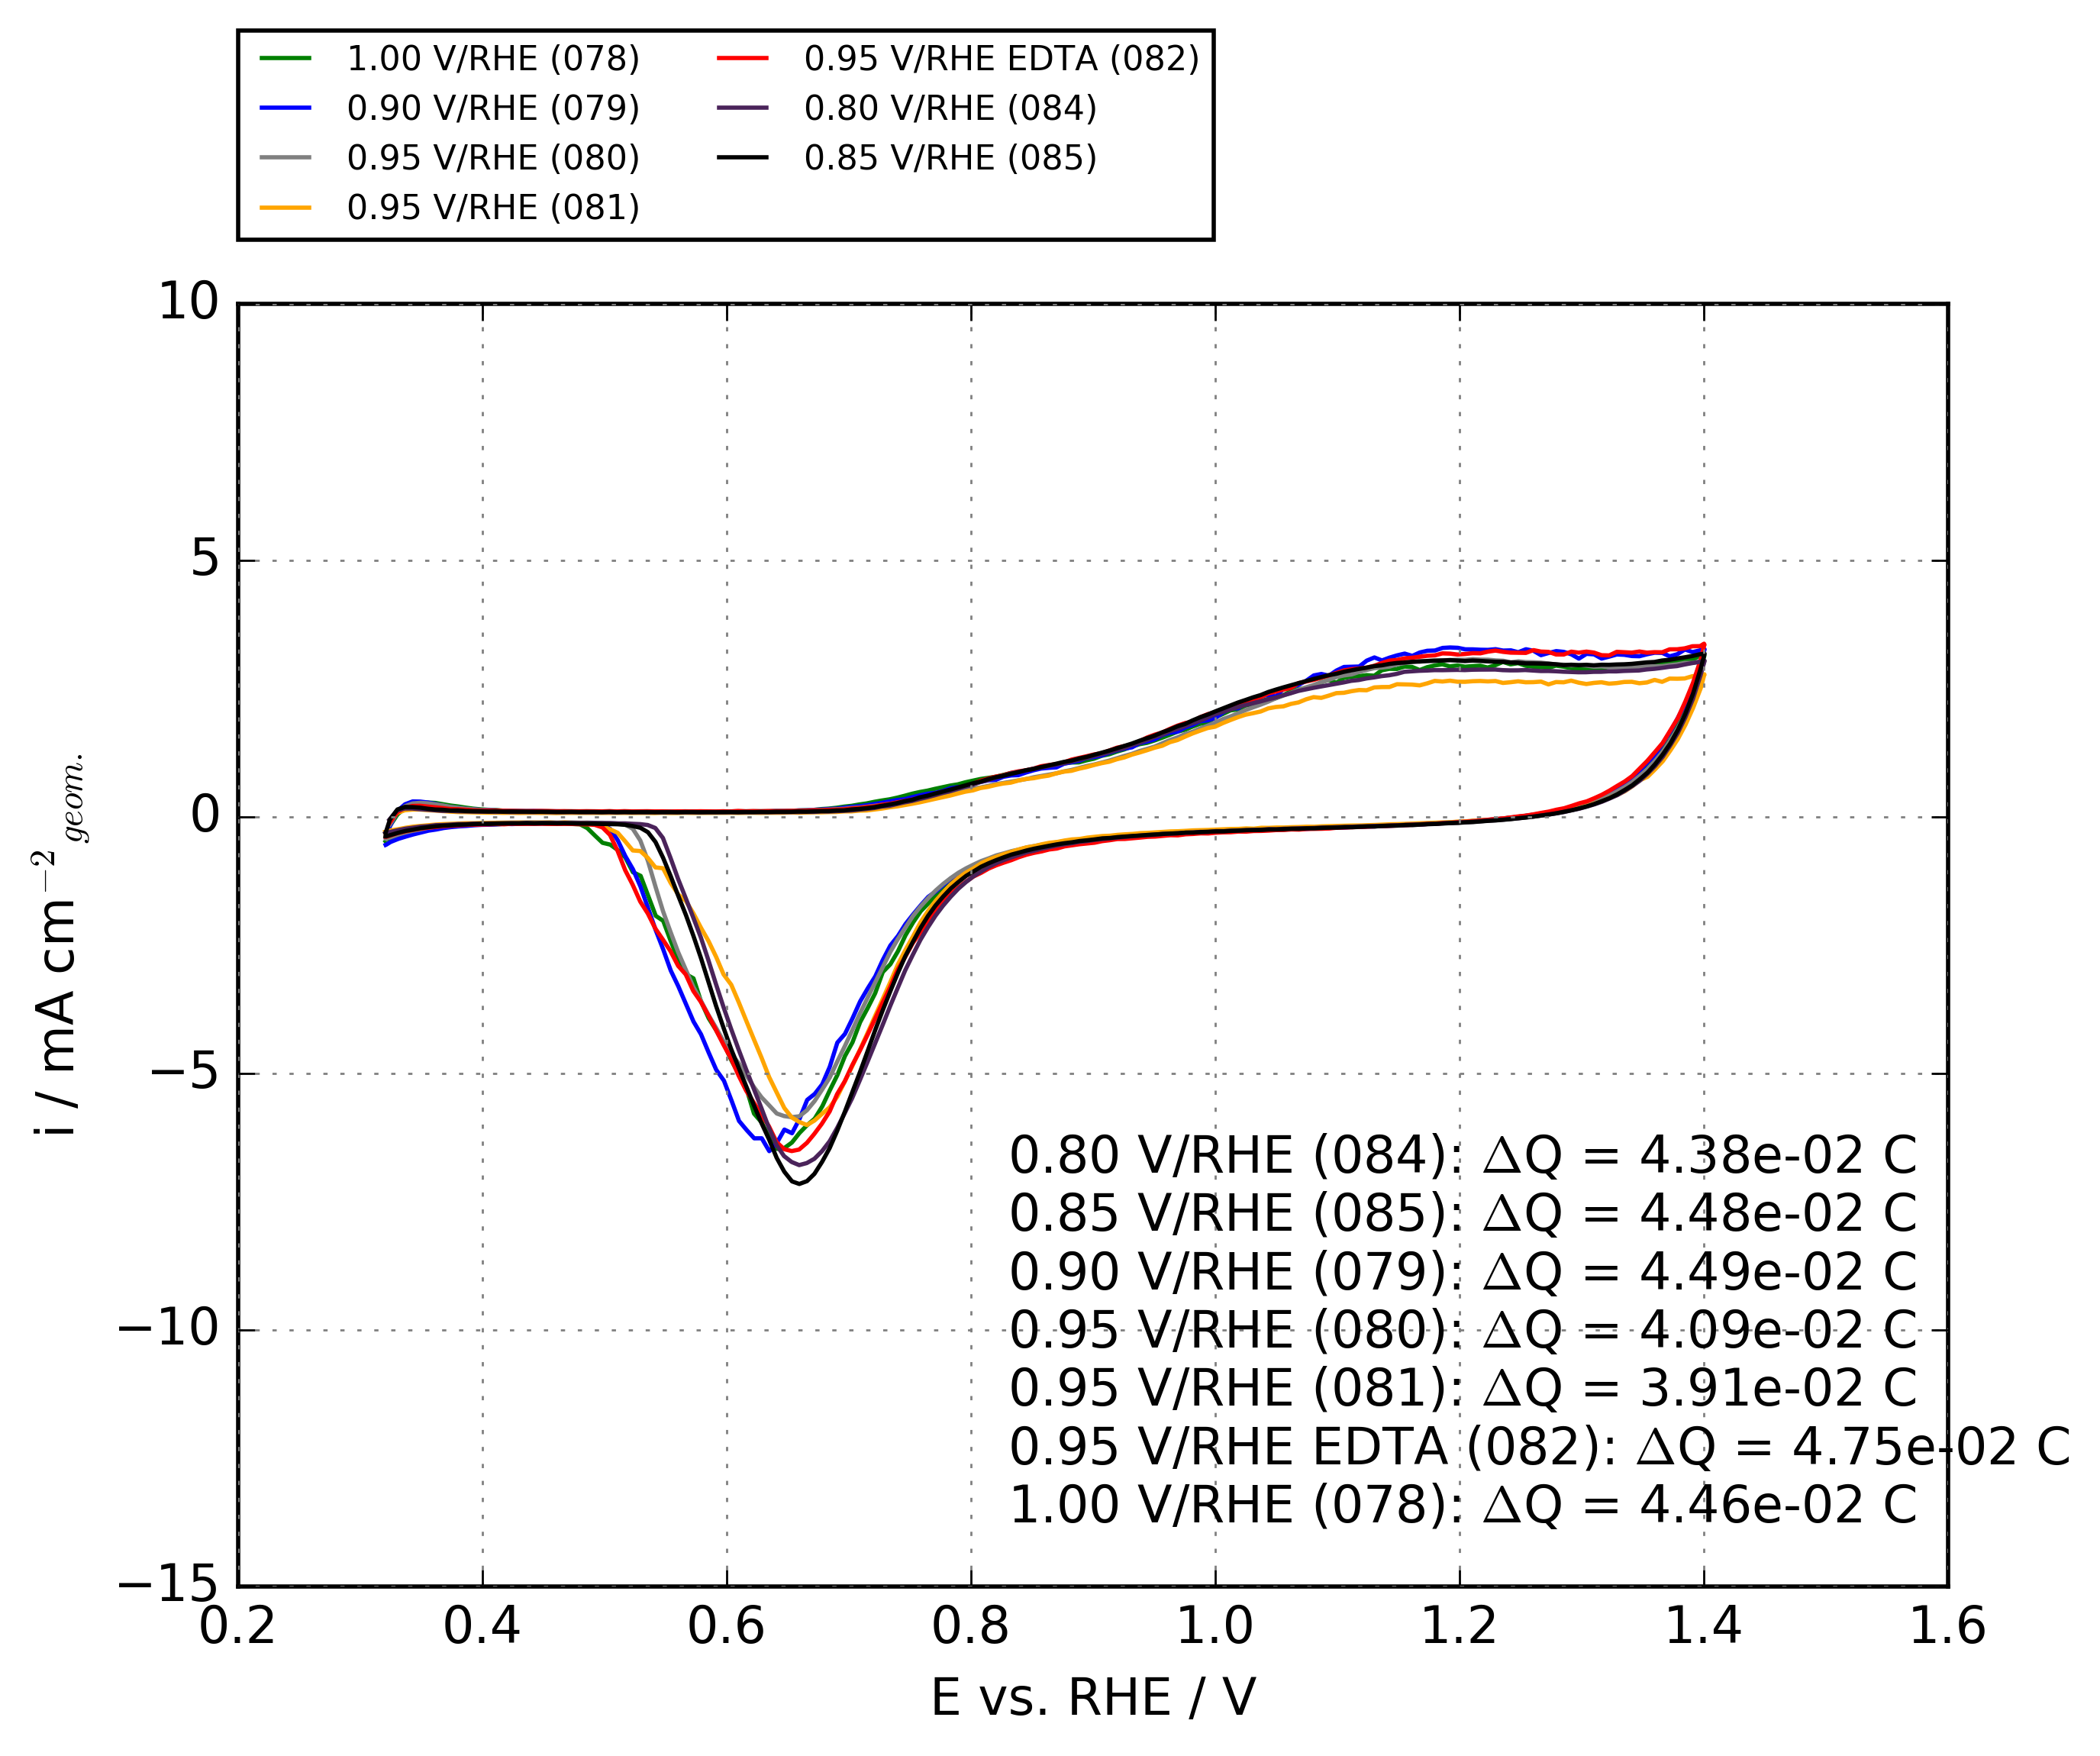 1.00 V/RHE (078)
0.90 V/RHE (079)
0.95 V/RHE (080)
0.95 V/RHE (081)
0.95 V/RHE EDTA (082)
0.80 V/RHE (084)
0.85 V/RHE (085)
10
5
0
−5
−10
−15
i / mA cm⁻² geom.
0.80 V/RHE (084): ΔQ = 4.38e-02 C
0.85 V/RHE (085): ΔQ = 4.48e-02 C
0.90 V/RHE (079): ΔQ = 4.49e-02 C
0.95 V/RHE (080): ΔQ = 4.09e-02 C
0.95 V/RHE (081): ΔQ = 3.91e-02 C
0.95 V/RHE EDTA (082): ΔQ = 4.75e-02 C
1.00 V/RHE (078): ΔQ = 4.46e-02 C
0.2 0.4 0.6 0.8 1.0 1.2 1.4 1.6
E vs. RHE / V